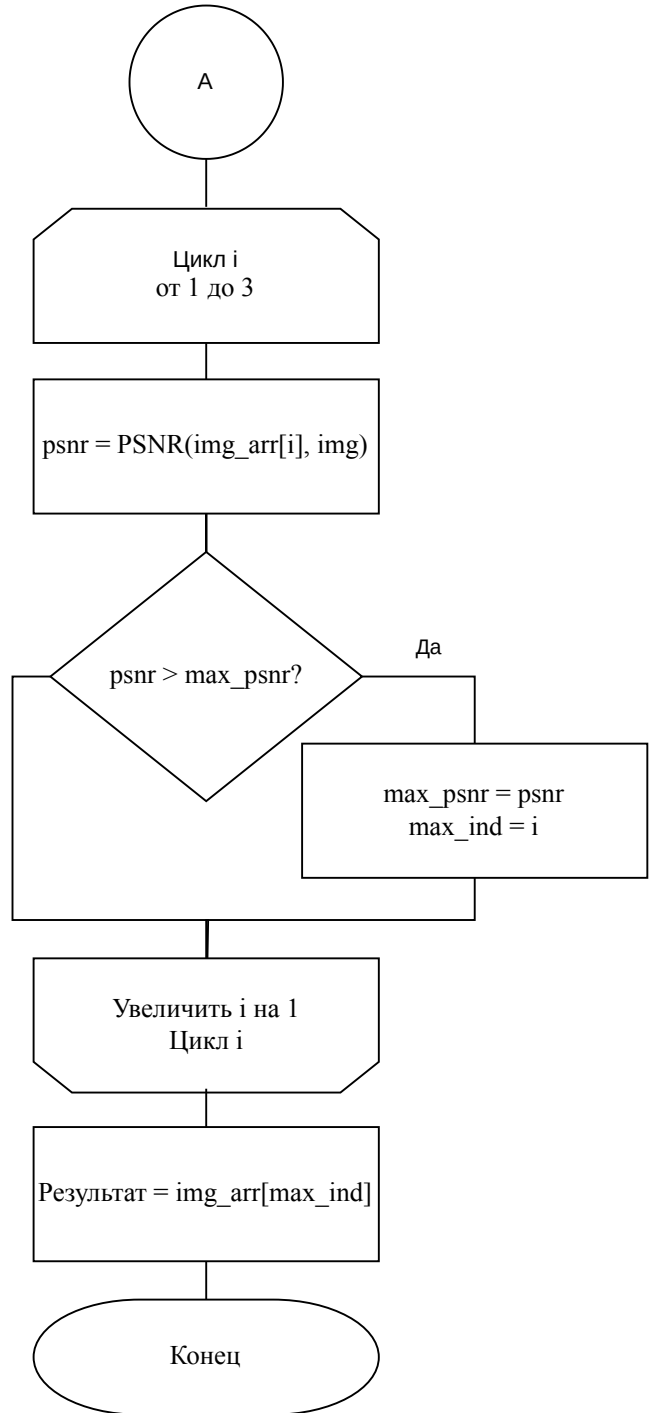 А
Цикл i
от 1 до 3
psnr = PSNR(img_arr[i], img)
psnr > max_psnr?
Да
max_psnr = psnr
max_ind = i
Увеличить i на 1
Цикл i
Результат = img_arr[max_ind]
Конец